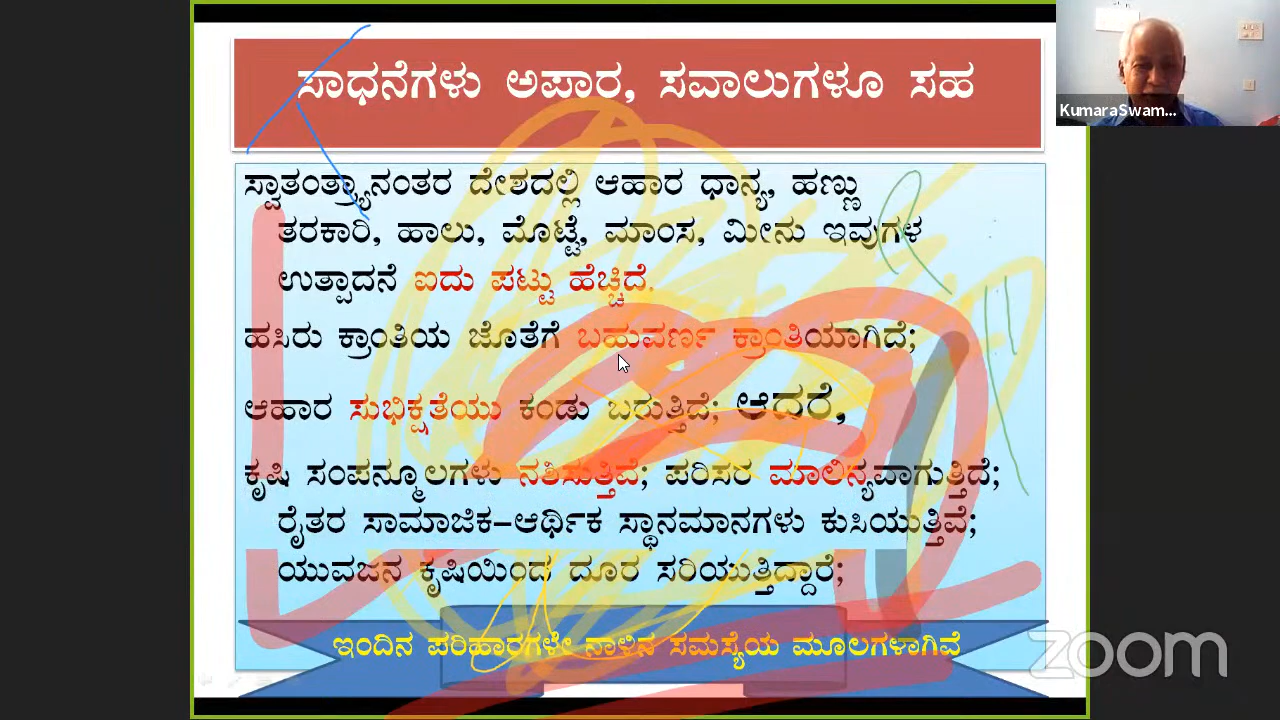 ಸಾಧನೆಗಳು ಅಪಾರ, ಸವಾಲುಗಳೂ ಸಹ
KumaraSwam...
ಸ್ವಾತಂತ್ರ್ಯಾನಂತರ ದೇಶದಲ್ಲಿ ಆಹಾರ ಧಾನ್ಯ, ಹಣ್ಣು
ತರಕಾರಿ, ಹಾಲು, ಮೊಟ್ಟೆ, ಮಾಂಸ, ಮೀನು ಇವುಗಳ
ಉತ್ಪಾದನೆ ಐದು ಪಟ್ಟು ಹೆಚ್ಚಿದೆ.
ಹಸಿರು ಕ್ರಾಂತಿಯ ಜೊತೆಗೆ ಬಹುವರ್ಣ ಕ್ರಾಂತಿಯಾಗಿದೆ;
ಆಹಾರ ಸುಭಿಕ್ಷತೆಯು ಕಂಡು ಬರುತ್ತಿದೆ; ಆದರೆ,
ಕೃಷಿ ಸಂಪನ್ಮೂಲಗಳು ನಶಿಸುತ್ತಿವೆ; ಪರಿಸರ ಮಾಲಿನ್ಯವಾಗುತ್ತಿದೆ;
ರೈತರ ಸಾಮಾಜಿಕ-ಆರ್ಥಿಕ ಸ್ಥಾನಮಾನಗಳು ಕುಸಿಯುತ್ತಿವೆ;
ಯುವಜನ ಕೃಷಿಯಿಂದ ದೂರ ಸರಿಯುತ್ತಿದ್ದಾರೆ;
ಇಂದಿನ ಪರಿಹಾರಗಳೇ ನಾಳಿನ ಸಮಸ್ಯೆಯ ಮೂಲಗಳಾಗಿವೆ
zoom